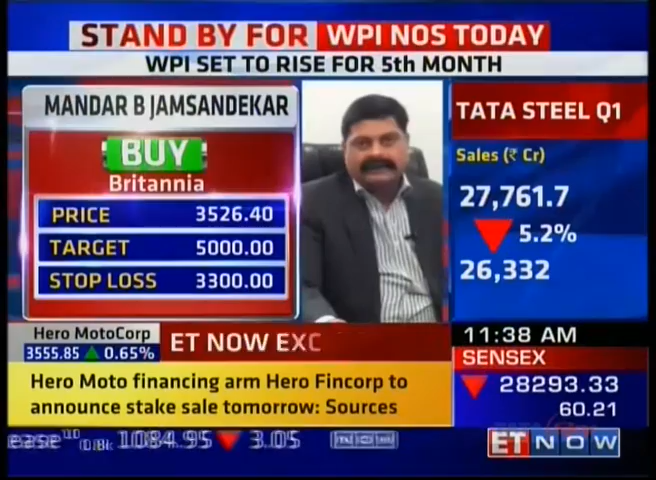 STAND BY FOR WPI NOS TODAY
WPI SET TO RISE FOR 5TH MONTH
MANDAR B JAMSANDEKAR
BUY
Britannia
PRICE 3526.40
TARGET 5000.00
STOP LOSS 3300.00
TATA STEEL Q1
Sales (₹ Cr)
27,761.7
5.2%
26,332
Hero MotoCorp
3555.85 0.65%
ET NOW EXC
11:38 AM
SENSEX
28293.33
60.21
Hero Moto financing arm Hero Fincorp to
announce stake sale tomorrow: Sources
1084.95 3.05
ET NOW